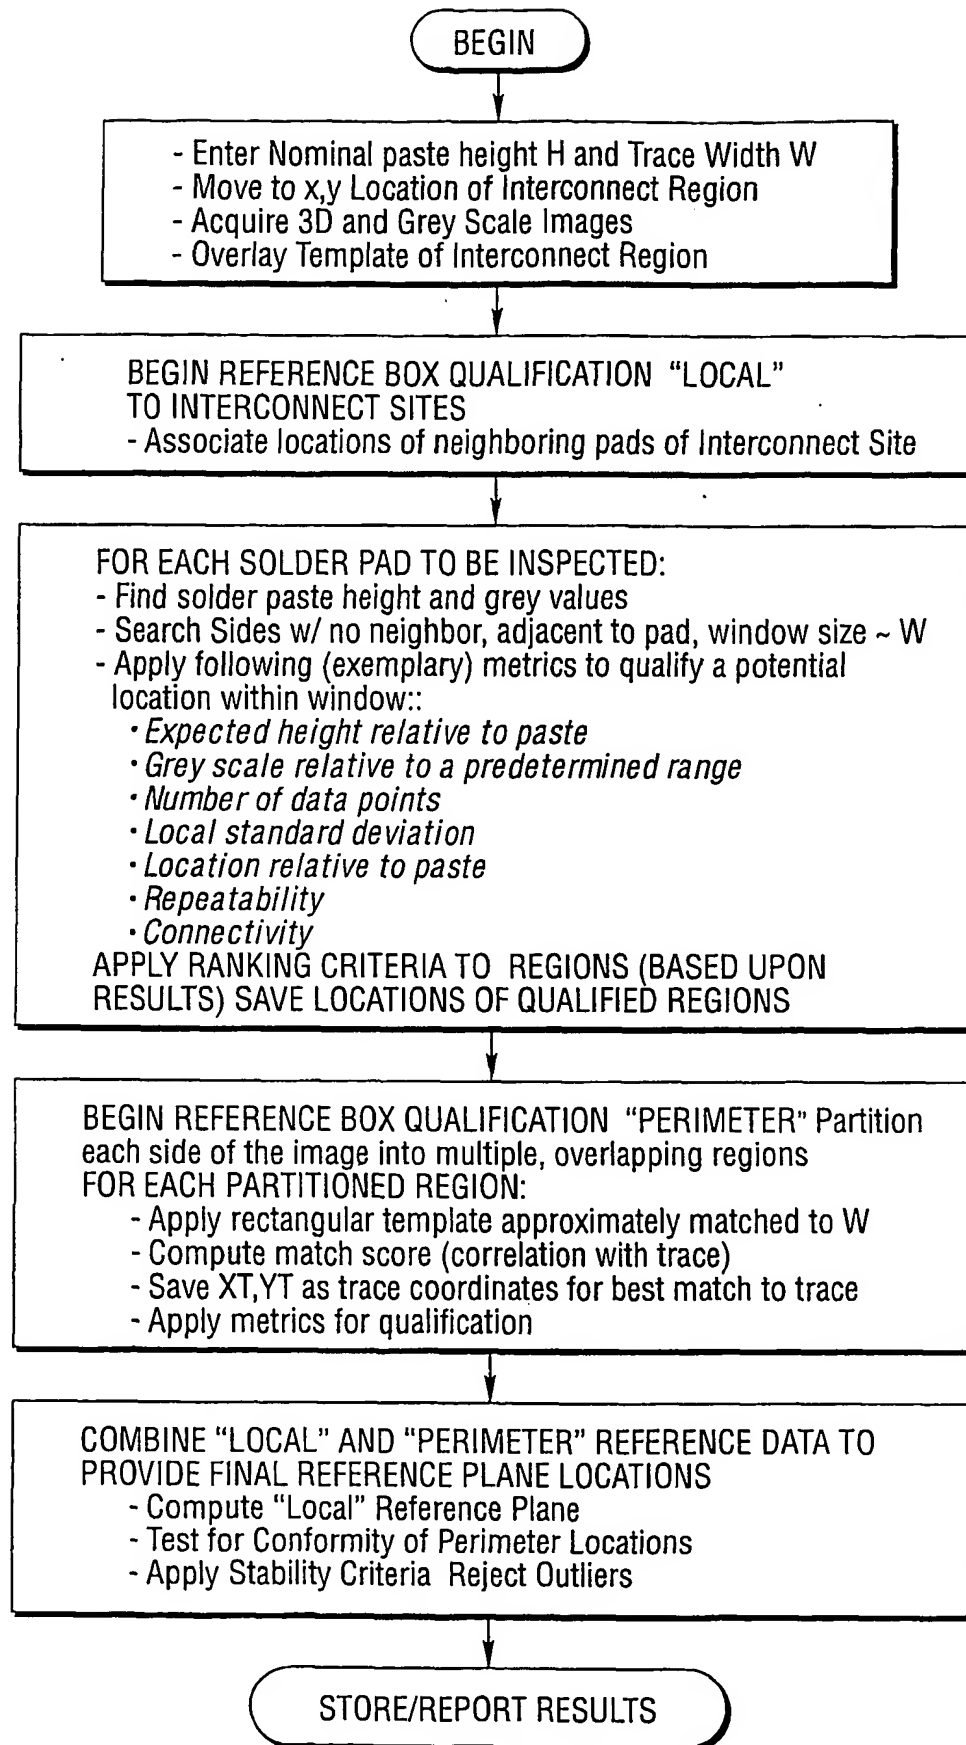 BEGIN
- Enter Nominal paste height H and Trace Width W
- Move to x,y Location of Interconnect Region
- Acquire 3D and Grey Scale Images
- Overlay Template of Interconnect Region
BEGIN REFERENCE BOX QUALIFICATION “LOCAL”
TO INTERCONNECT SITES
- Associate locations of neighboring pads of Interconnect Site
FOR EACH SOLDER PAD TO BE INSPECTED:
- Find solder paste height and grey values
- Search Sides w/ no neighbor, adjacent to pad, window size ~ W
- Apply following (exemplary) metrics to qualify a potential
location within window::
• Expected height relative to paste
• Grey scale relative to a predetermined range
• Number of data points
• Local standard deviation
• Location relative to paste
• Repeatability
• Connectivity
APPLY RANKING CRITERIA TO REGIONS (BASED UPON
RESULTS) SAVE LOCATIONS OF QUALIFIED REGIONS
BEGIN REFERENCE BOX QUALIFICATION “PERIMETER” Partition
each side of the image into multiple, overlapping regions
FOR EACH PARTITIONED REGION:
- Apply rectangular template approximately matched to W
- Compute match score (correlation with trace)
- Save XT,YT as trace coordinates for best match to trace
- Apply metrics for qualification
COMBINE “LOCAL” AND “PERIMETER” REFERENCE DATA TO
PROVIDE FINAL REFERENCE PLANE LOCATIONS
- Compute “Local” Reference Plane
- Test for Conformity of Perimeter Locations
- Apply Stability Criteria Reject Outliers
STORE/REPORT RESULTS